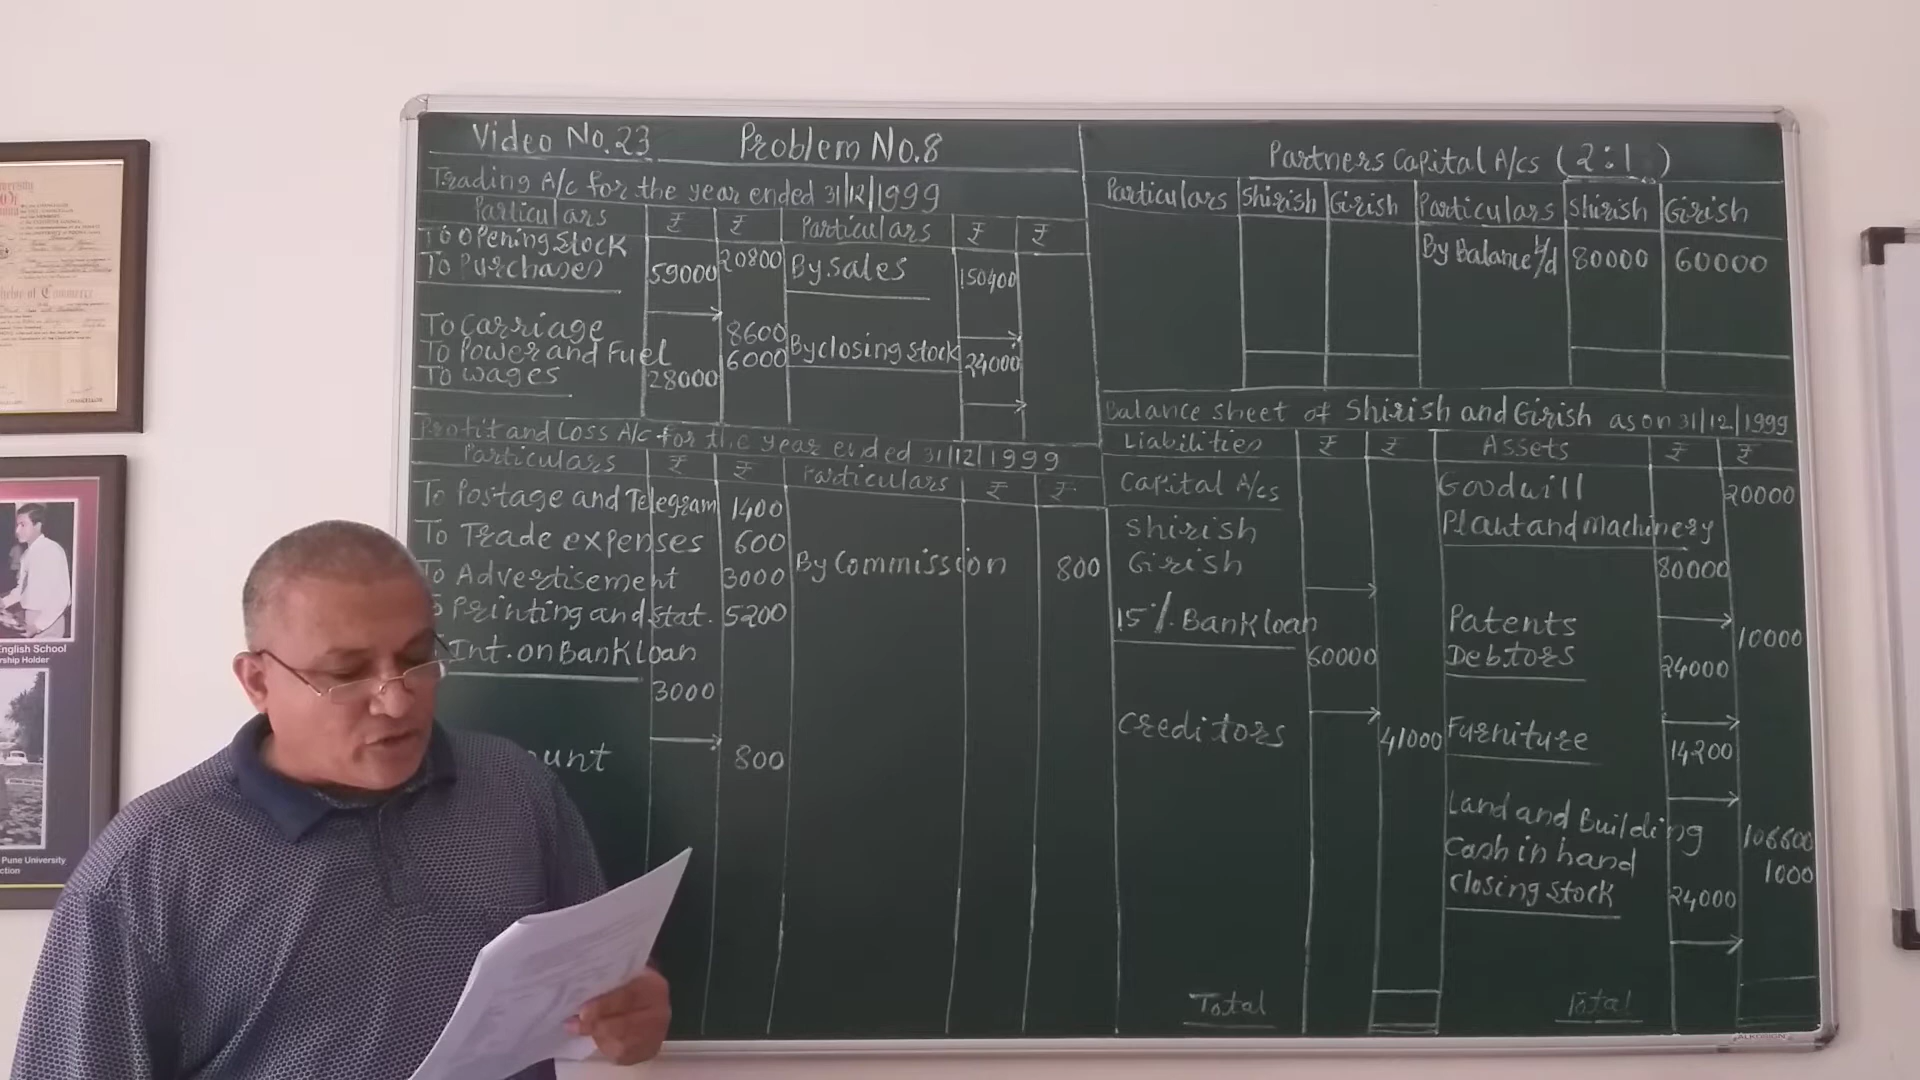 Video No.23 Problem No.8
Trading A/c for the year ended 31/12/1999
Particulars ₹ ₹ Particulars ₹ ₹
To Opening Stock 20800
To Purchases 59000 By Sales 150400
To Carriage 8600
To Power and Fuel 6000 By closing stock 24000
To Wages 28000
Profit and Loss A/c for the year ended 31/12/1999
Particulars ₹ ₹ Particulars ₹ ₹
To Postage and Telegram 1400
To Trade expenses 600
By Commission 800
To Advertisement 3000
Printing and Stat. 5200
Int. on Bank loan
3000
unt 800
Partners Capital A/cs (2:1)
Particulars Shirish Girish Particulars Shirish Girish
By Balance b/d 80000 60000
Balance sheet of Shirish and Girish as on 31/12/1999
Liabilities ₹ ₹ Assets ₹ ₹
Capital A/cs Goodwill 20000
Shirish Plant and Machinery
Girish 80000
15% Bank loan Patents 10000
60000 Debtors 24000
Creditors 41000 Furniture 14200
Land and Building 106600
Cash in hand 1000
Closing Stock 24000
Total Total
English School
rship Holder
Pune University
ction